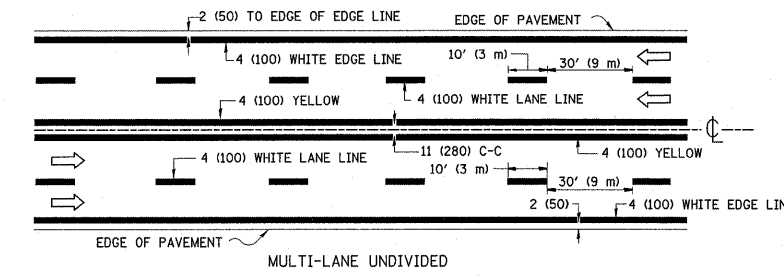 2 (50) TO EDGE OF EDGE LINE
EDGE OF PAVEMENT
4 (100) WHITE EDGE LINE
10' (3 m)
30' (9 m)
4 (100) YELLOW
4 (100) WHITE LANE LINE
℄
4 (100) WHITE LANE LINE
11 (280) C-C
4 (100) YELLOW
10' (3 m)
30' (9 m)
2 (50)
4 (100) WHITE EDGE LIN
EDGE OF PAVEMENT
MULTI-LANE UNDIVIDED